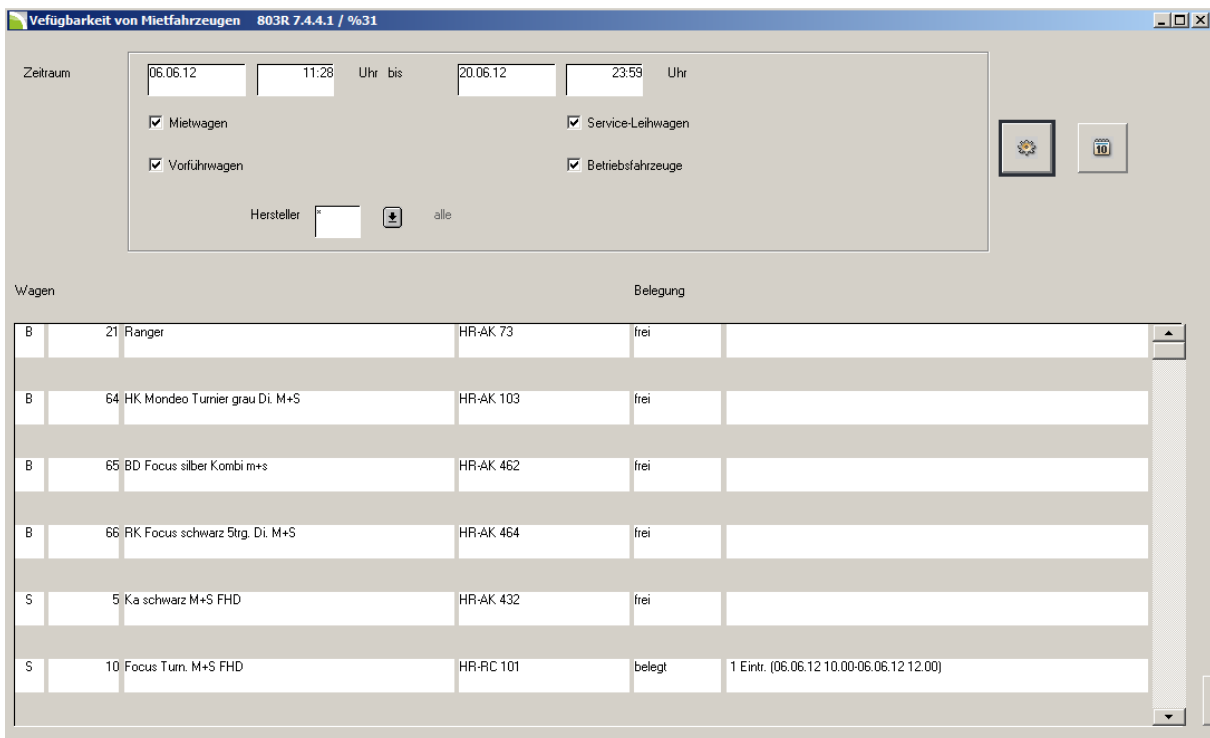 Vefügbarkeit von Mietfahrzeugen 803R 7.4.4.1 / %31
Zeitraum 06.06.12 11:28 Uhr bis 20.06.12 23:59 Uhr
Mietwagen Service-Leihwagen
Vorführwagen Betriebsfahrzeuge
10
Hersteller * alle
Wagen Belegung
B 21 Ranger HR-AK 73 frei
B 64 HK Mondeo Turnier grau Di. M+S HR-AK 103 frei
B 65 BD Focus silber Kombi m+s HR-AK 462 frei
B 66 RK Focus schwarz 5trg. Di. M+S HR-AK 464 frei
S 5 Ka schwarz M+S FHD HR-AK 432 frei
S 10 Focus Turn. M+S FHD HR-RC 101 belegt 1 Eintr. (06.06.12 10.00-06.06.12 12.00)